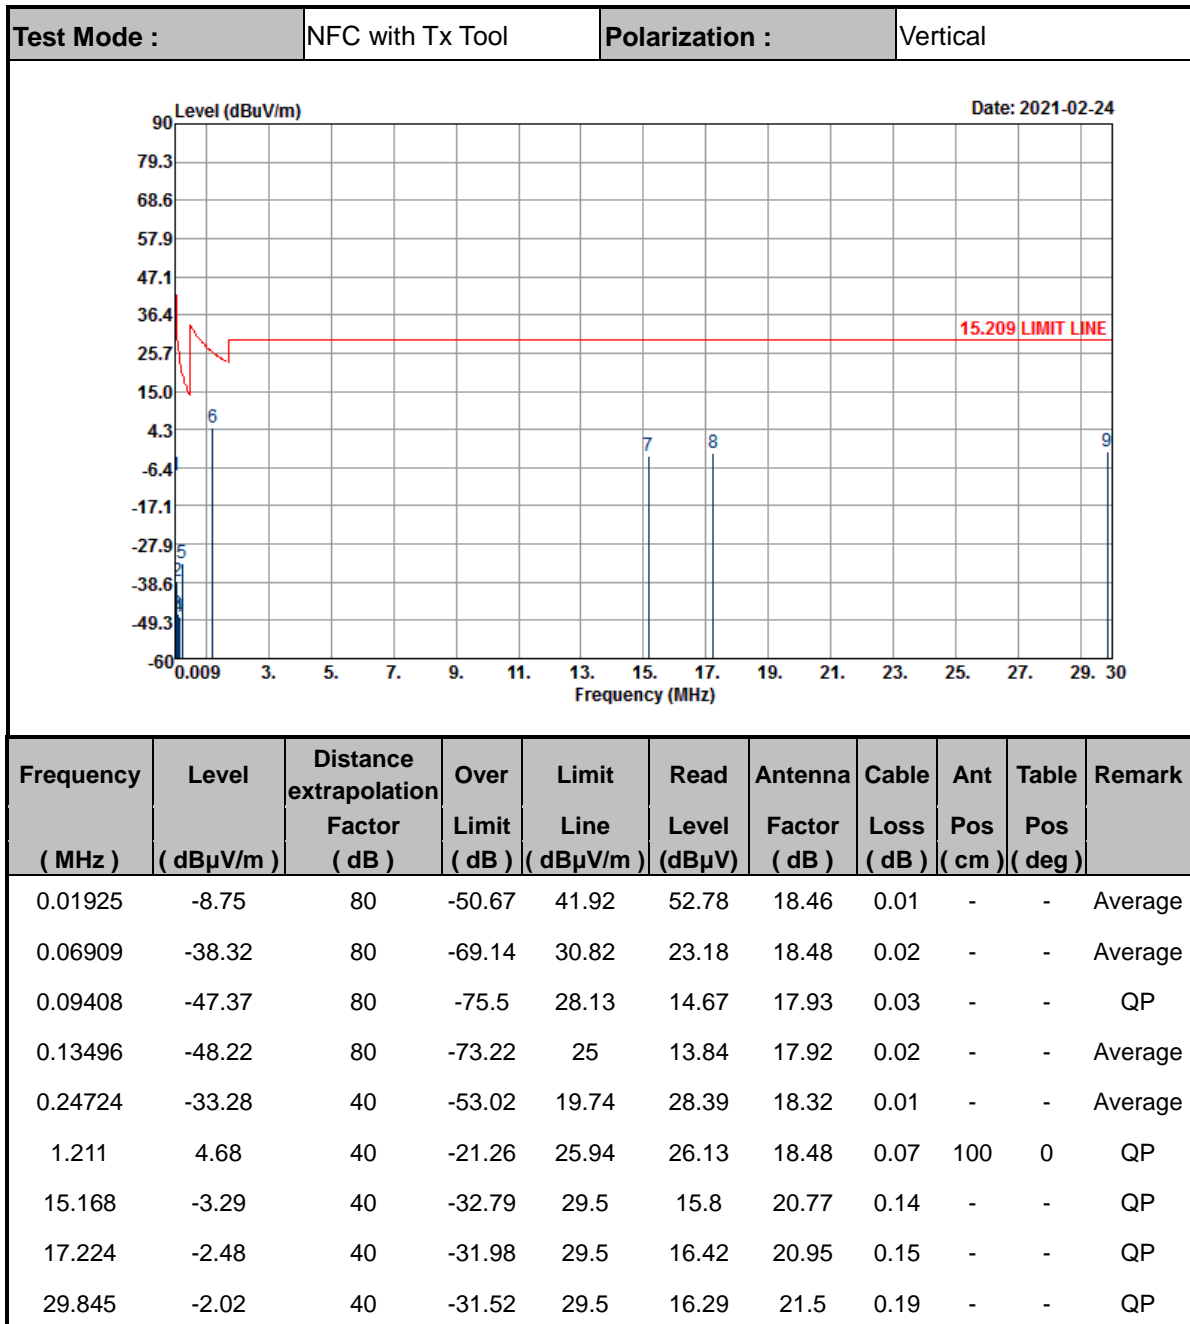 Test Mode : NFC with Tx Tool Polarization : Vertical
Level (dBuV/m) Date: 2021-02-24
90
79.3
68.6
57.9
47.1
36.4
15.209 LIMIT LINE
25.7
15.0
6
4.3
7 8 9
-6.4
-17.1
-27.9
5
2
-38.6
4
-49.3
-60
0.009 3. 5. 7. 9. 11. 13. 15. 17. 19. 21. 23. 25. 27. 29. 30
Frequency (MHz)
Frequency Level Distance extrapolation Over Limit Read Antenna Cable Ant Table Remark
Factor Limit Line Level Factor Loss Pos Pos
( MHz ) ( dBμV/m ) ( dB ) ( dB ) ( dBμV/m ) (dBμV) ( dB ) ( dB ) ( cm ) ( deg )
0.01925 -8.75 80 -50.67 41.92 52.78 18.46 0.01 - - Average
0.06909 -38.32 80 -69.14 30.82 23.18 18.48 0.02 - - Average
0.09408 -47.37 80 -75.5 28.13 14.67 17.93 0.03 - - QP
0.13496 -48.22 80 -73.22 25 13.84 17.92 0.02 - - Average
0.24724 -33.28 40 -53.02 19.74 28.39 18.32 0.01 - - Average
1.211 4.68 40 -21.26 25.94 26.13 18.48 0.07 100 0 QP
15.168 -3.29 40 -32.79 29.5 15.8 20.77 0.14 - - QP
17.224 -2.48 40 -31.98 29.5 16.42 20.95 0.15 - - QP
29.845 -2.02 40 -31.52 29.5 16.29 21.5 0.19 - - QP